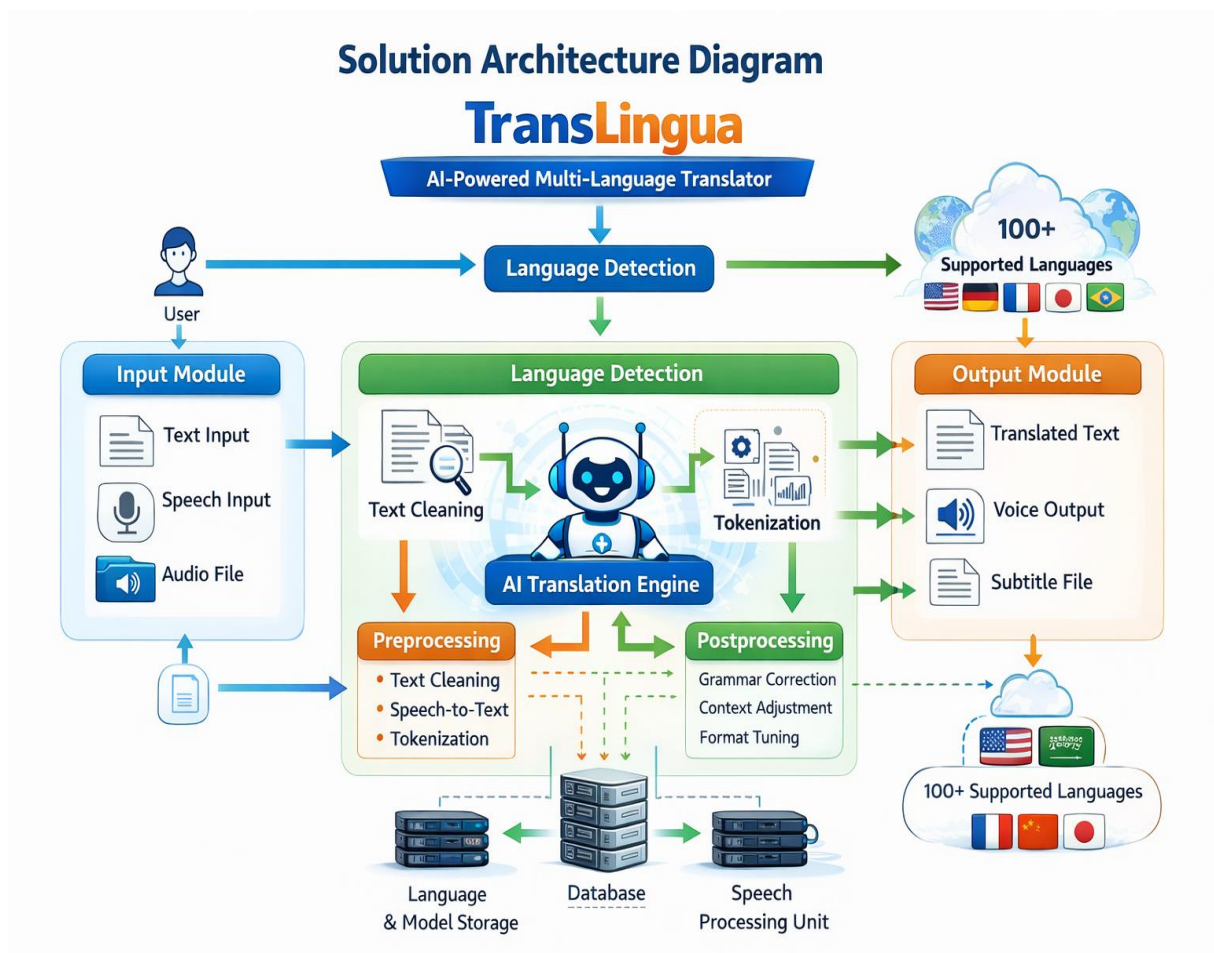 Solution Architecture Diagram
TransLingua
AI-Powered Multi-Language Translator
User
Language Detection
100+
Supported Languages
Input Module
Text Input
Speech Input
Audio File
Language Detection
Text Cleaning
Tokenization
AI Translation Engine
Preprocessing
• Text Cleaning
• Speech-to-Text
• Tokenization
Postprocessing
Grammar Correction
Context Adjustment
Format Tuning
Output Module
Translated Text
Voice Output
Subtitle File
100+ Supported Languages
Language
& Model Storage
Database
Speech
Processing Unit